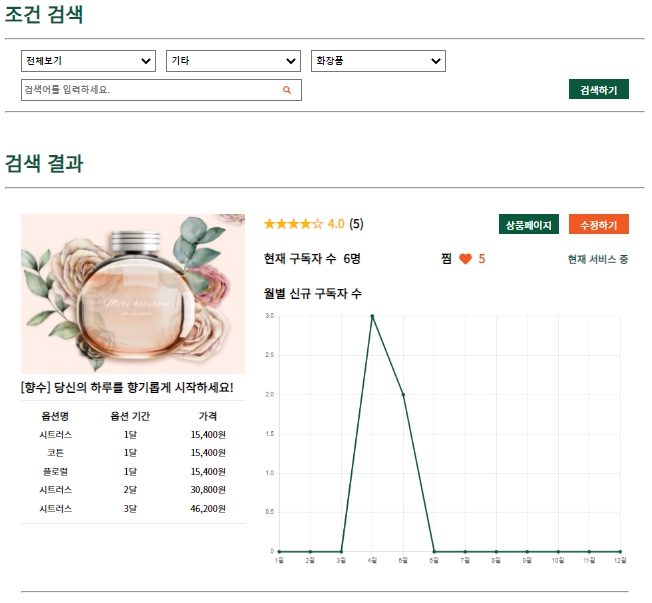 조건 검색
전체보기 기타 화장품
검색어를 입력하세요.
검색하기
검색 결과
★★★★☆ 4.0 (5)
상품페이지 수정하기
현재 구독자 수 6명
찜 5
현재 서비스 중
월별 신규 구독자 수
[향수] 당신의 하루를 향기롭게 시작하세요!
옵션명 옵션 기간 가격
시트러스 1달 15,400원
코튼 1달 15,400원
플로럴 1달 15,400원
시트러스 2달 30,800원
시트러스 3달 46,200원
3.0
2.5
2.0
1.5
1.0
0.5
0
1월 2월 3월 4월 5월 6월 7월 8월 9월 10월 11월 12월